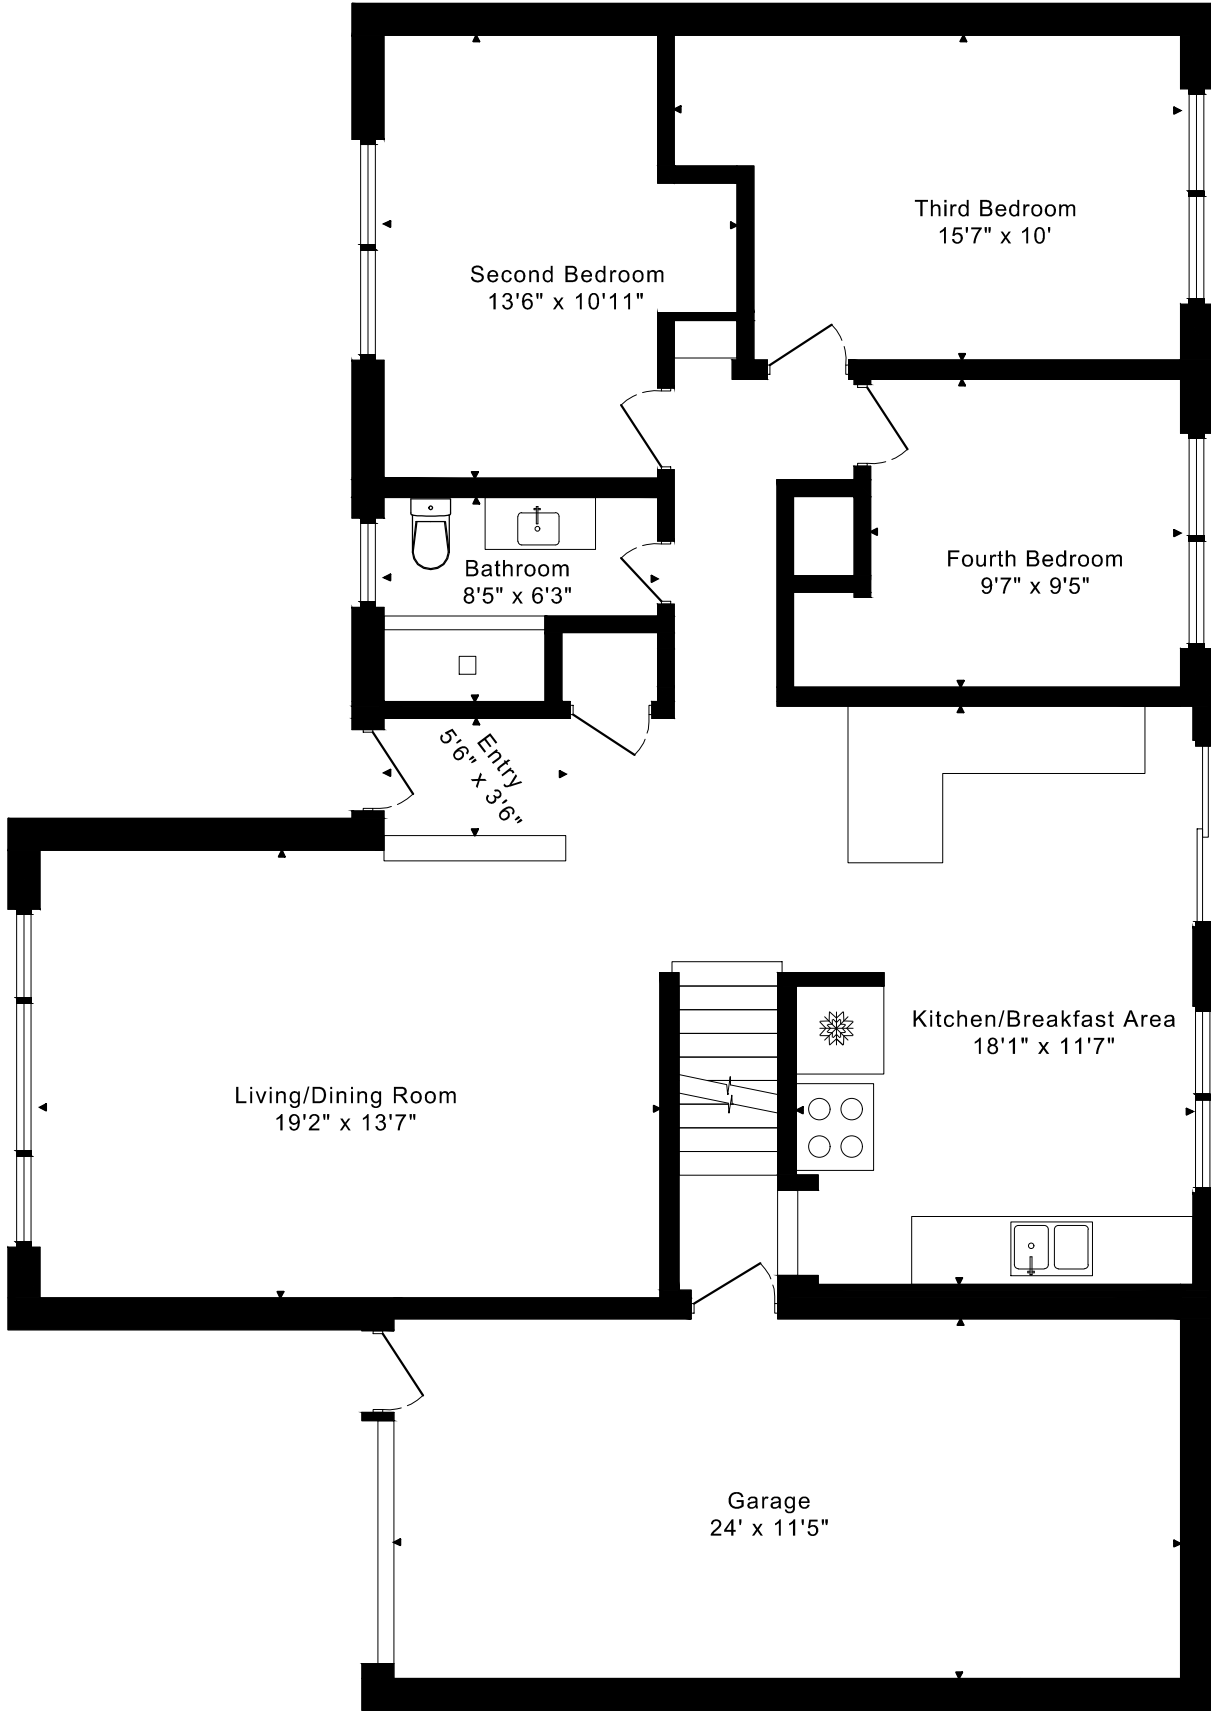 Third Bedroom
15'7" x 10'
Second Bedroom
13'6" x 10'11"
Fourth Bedroom
9'7" x 9'5"
Bathroom
8'5" x 6'3"
Entry
5'6" x 3'6"
Kitchen/Breakfast Area
18'1" x 11'7"
Living/Dining Room
19'2" x 13'7"
Garage
24' x 11'5"